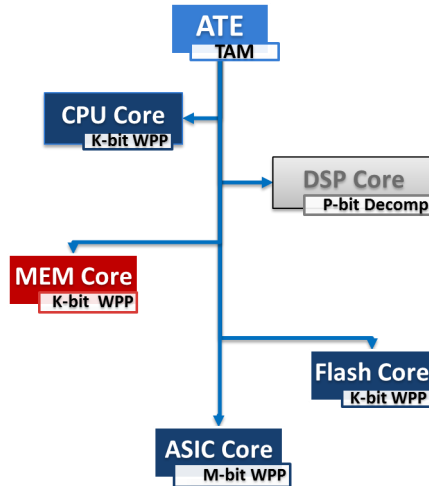 ATE
TAM
CPU Core
K-bit WPP
DSP Core
P-bit Decomp
MEM Core
K-bit WPP
Flash Core
K-bit WPP
ASIC Core
M-bit WPP